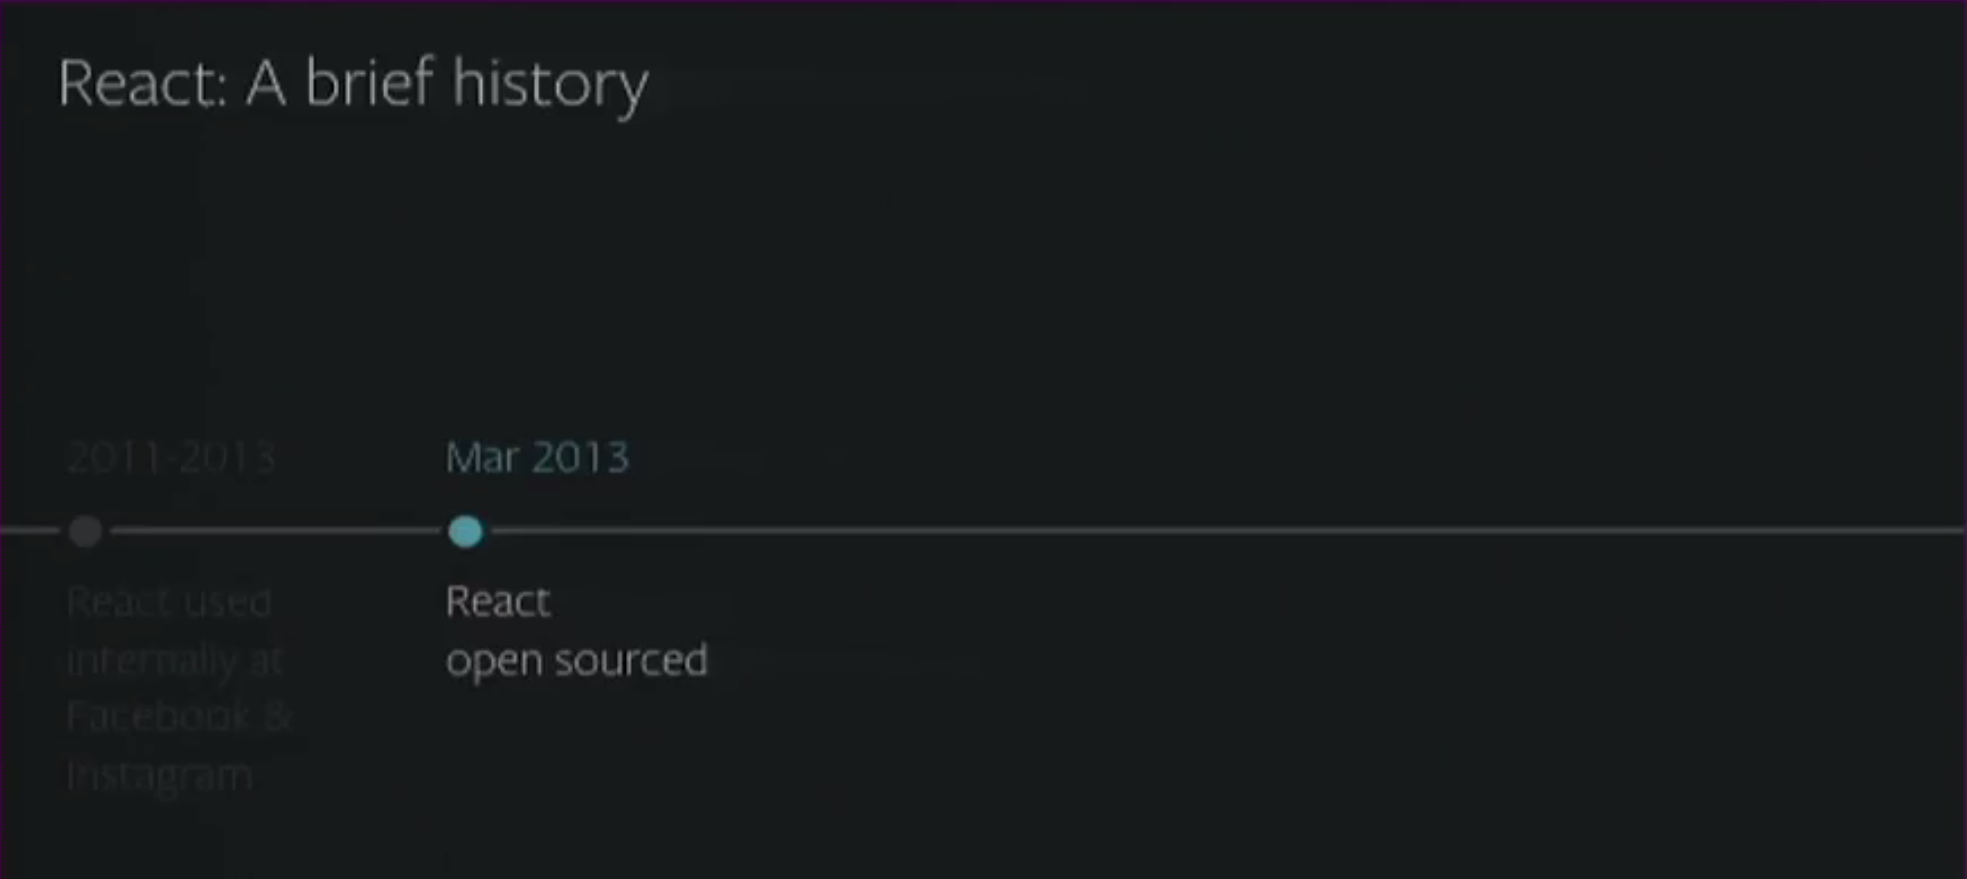 React: A brief history
2011-2013
Mar 2013
React used
internally at
Facebook &
Instagram
React
open sourced